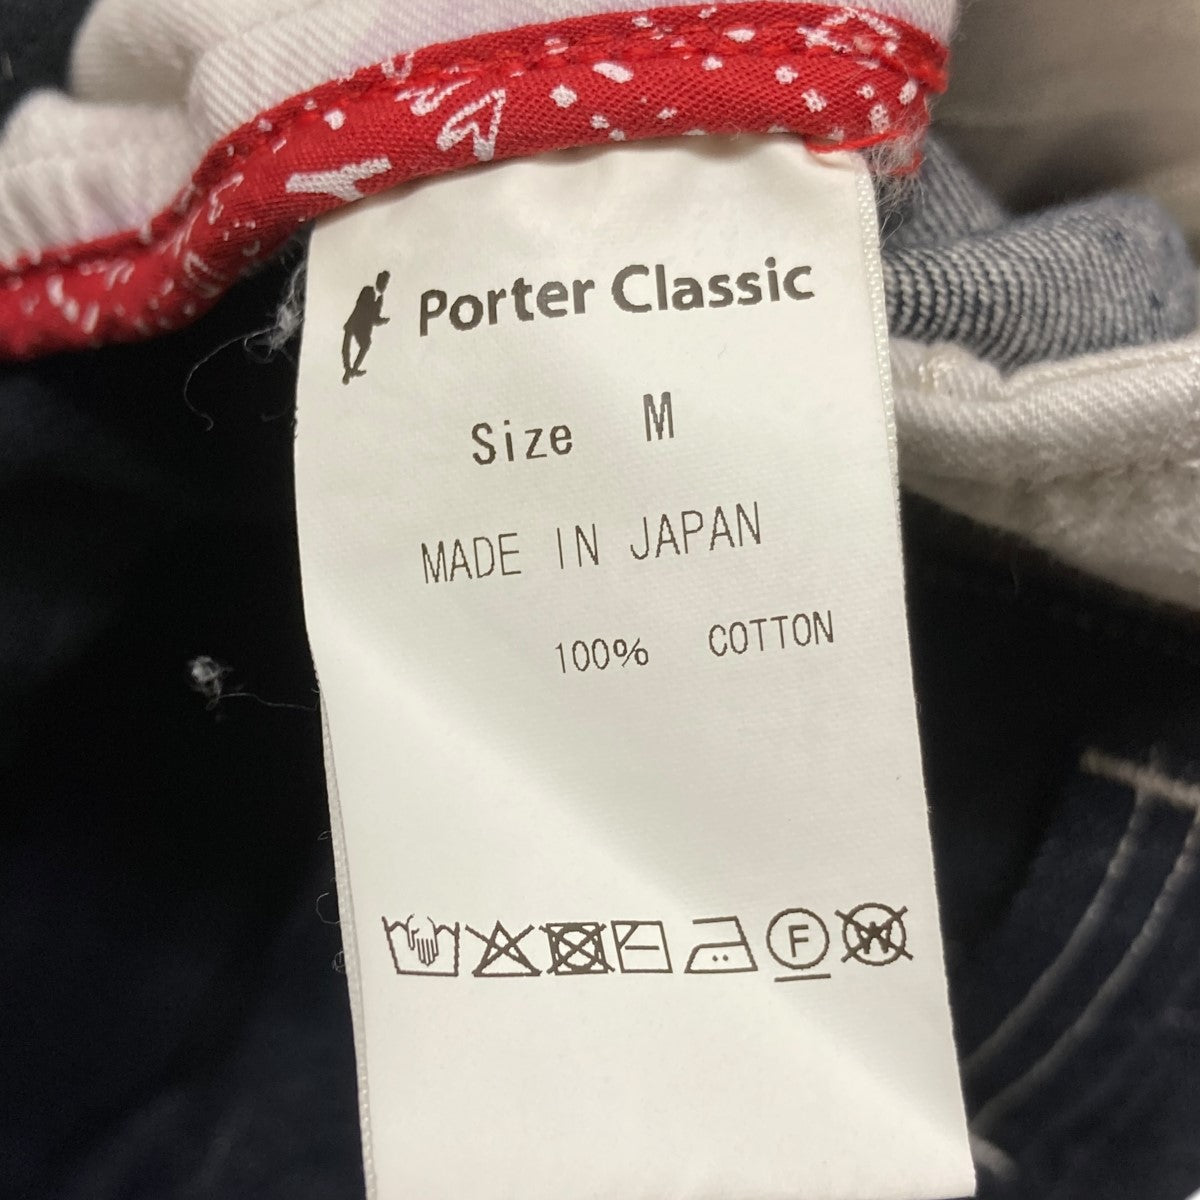 Porter Classic
Size M
MADE IN JAPAN
100% COTTON
F
W